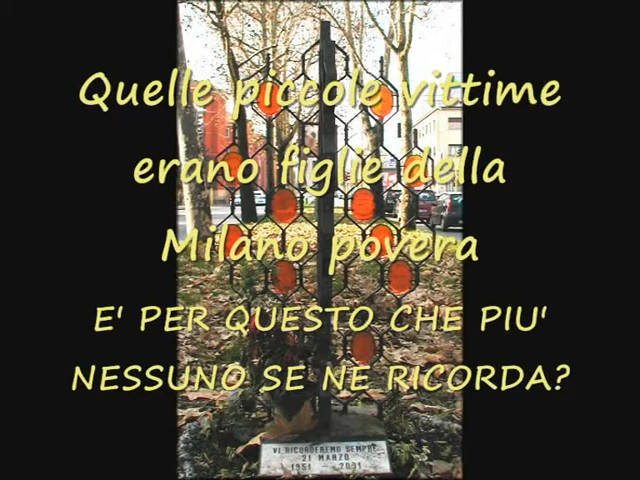 Quelle piccole vittime
erano figlie della
Milano povera
E' PER QUESTO CHE PIU'
NESSUNO SE NE RICORDA?
VI RICORDEREMO SEMPRE
21 MARZO
1951 - 2001